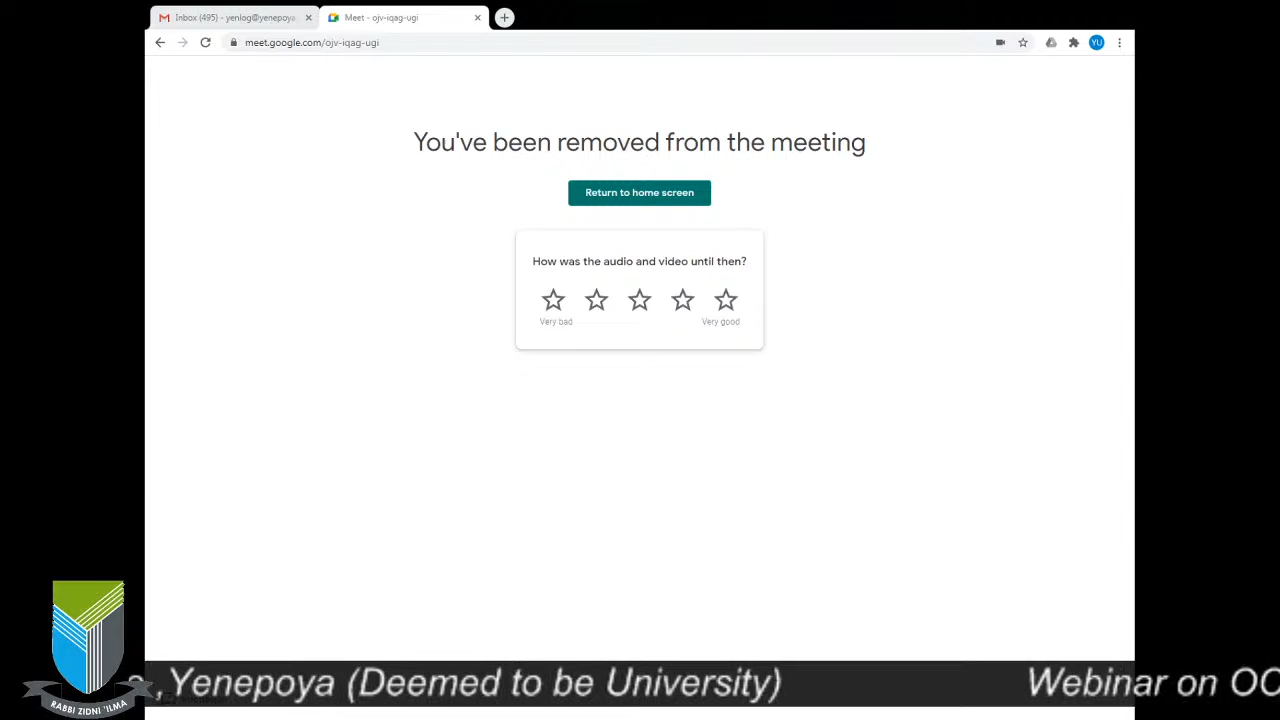 Inbox (495) - yenlog@yenepoya
Meet - ojv-iqag-ugi
meet.google.com/ojv-iqag-ugi
YU
You've been removed from the meeting
Return to home screen
How was the audio and video until then?
Very bad
Very good
,Yenepoya (Deemed to be University)
Webinar on OC
RABBI ZIDNI 'ILMA